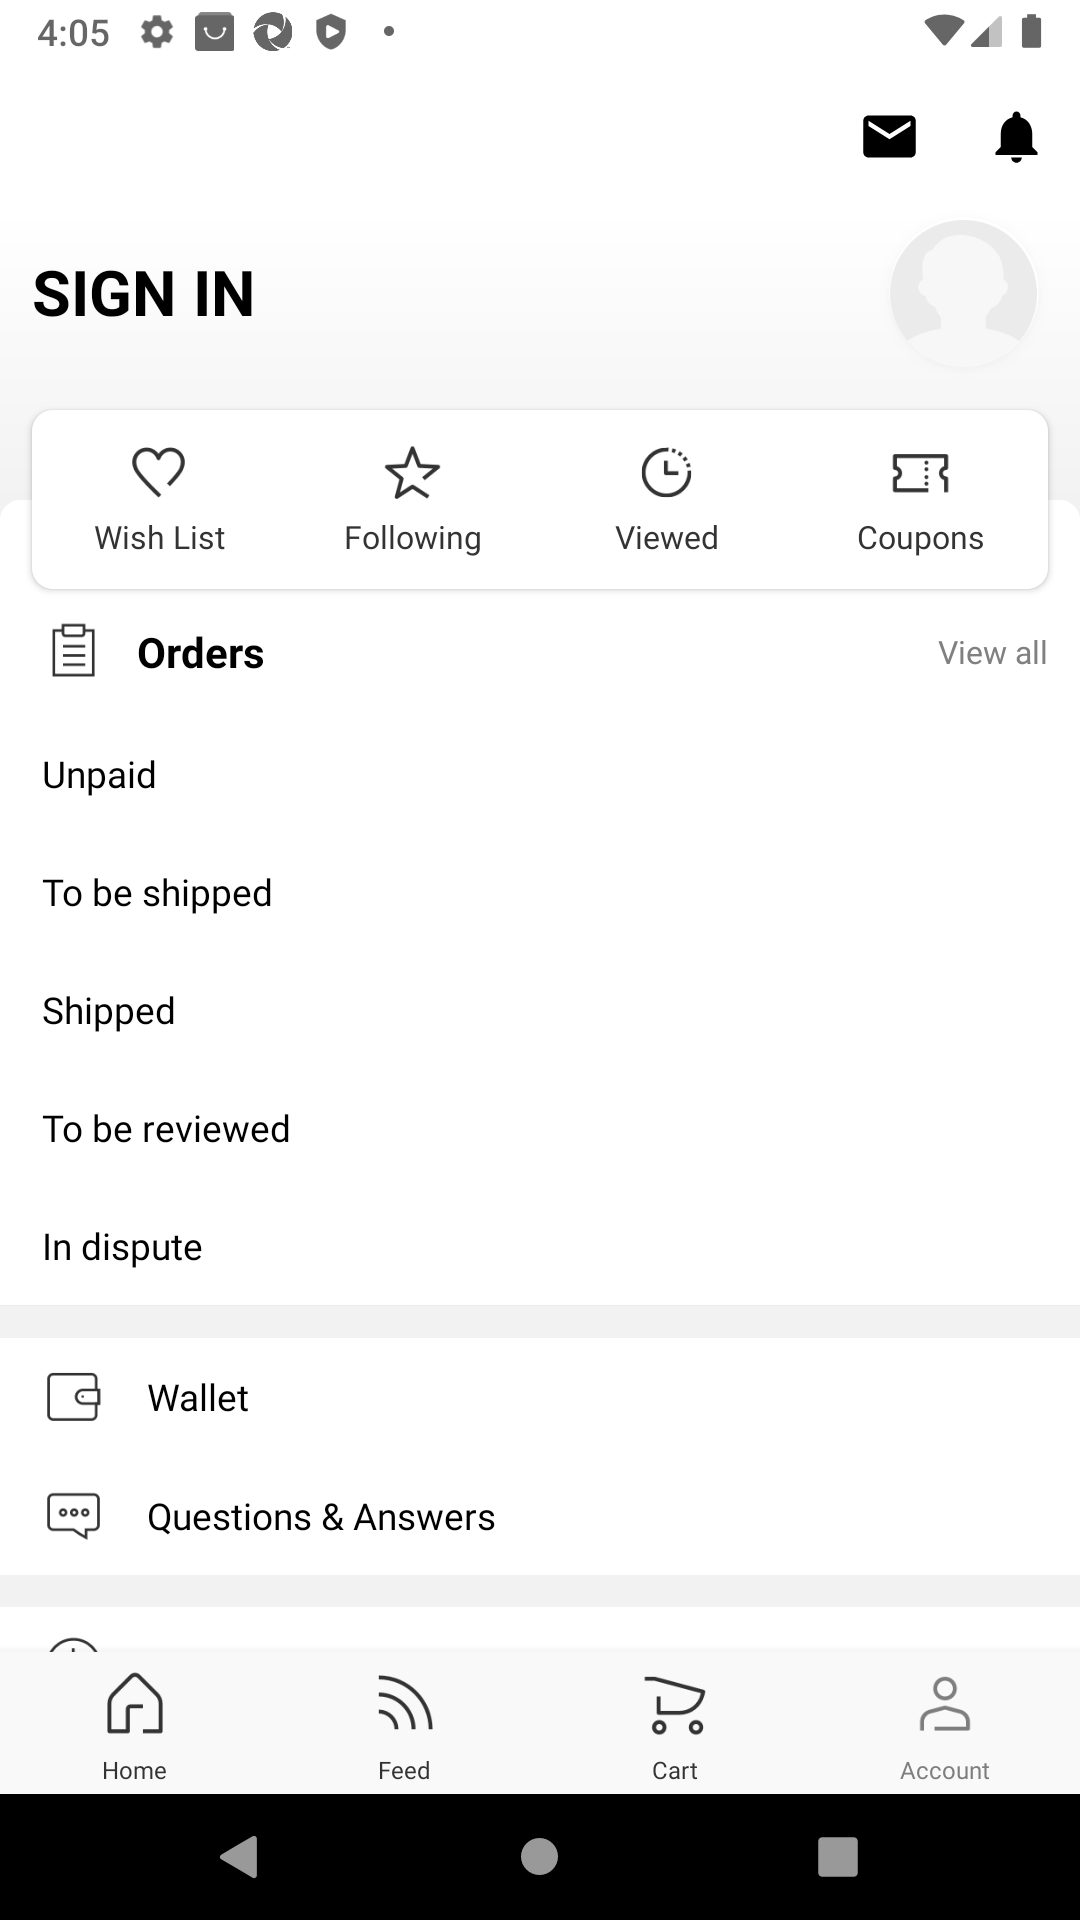 4:05
SIGN IN
Wish List
Following
Viewed
Coupons
Orders
View all
Unpaid
To be shipped
Shipped
To be reviewed
In dispute
Wallet
Questions & Answers
Home
Feed
Cart
Account